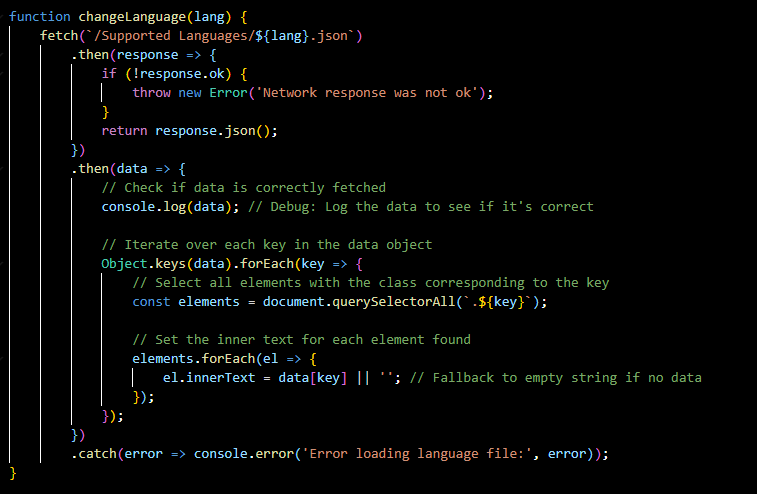 function changeLanguage(lang) {
    fetch(`/Supported Languages/${lang}.json`)
        .then(response => {
            if (!response.ok) {
                throw new Error('Network response was not ok');
            }
            return response.json();
        })
        .then(data => {
            // Check if data is correctly fetched
            console.log(data); // Debug: Log the data to see if it's correct

            // Iterate over each key in the data object
            Object.keys(data).forEach(key => {
                // Select all elements with the class corresponding to the key
                const elements = document.querySelectorAll(`.${key}`);

                // Set the inner text for each element found
                elements.forEach(el => {
                    el.innerText = data[key] || ''; // Fallback to empty string if no data
                });
            });
        })
        .catch(error => console.error('Error loading language file:', error));
}